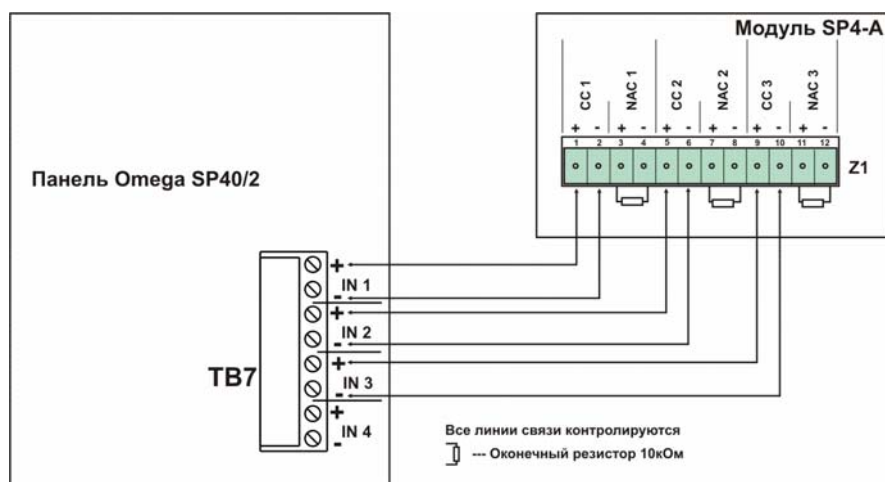 Модуль SP4-A
CC 1 NAC 1 CC 2 NAC 2 CC 3 NAC 3
+ - + - + - + - + - + -
1 2 3 4 5 6 7 8 9 10 11 12
Z1
Панель Omega SP40/2
+
IN 1
-
+
IN 2
-
+
TB7
IN 3
-
+
IN 4
-
Все линии связи контролируются
--- Оконечный резистор 10кОм